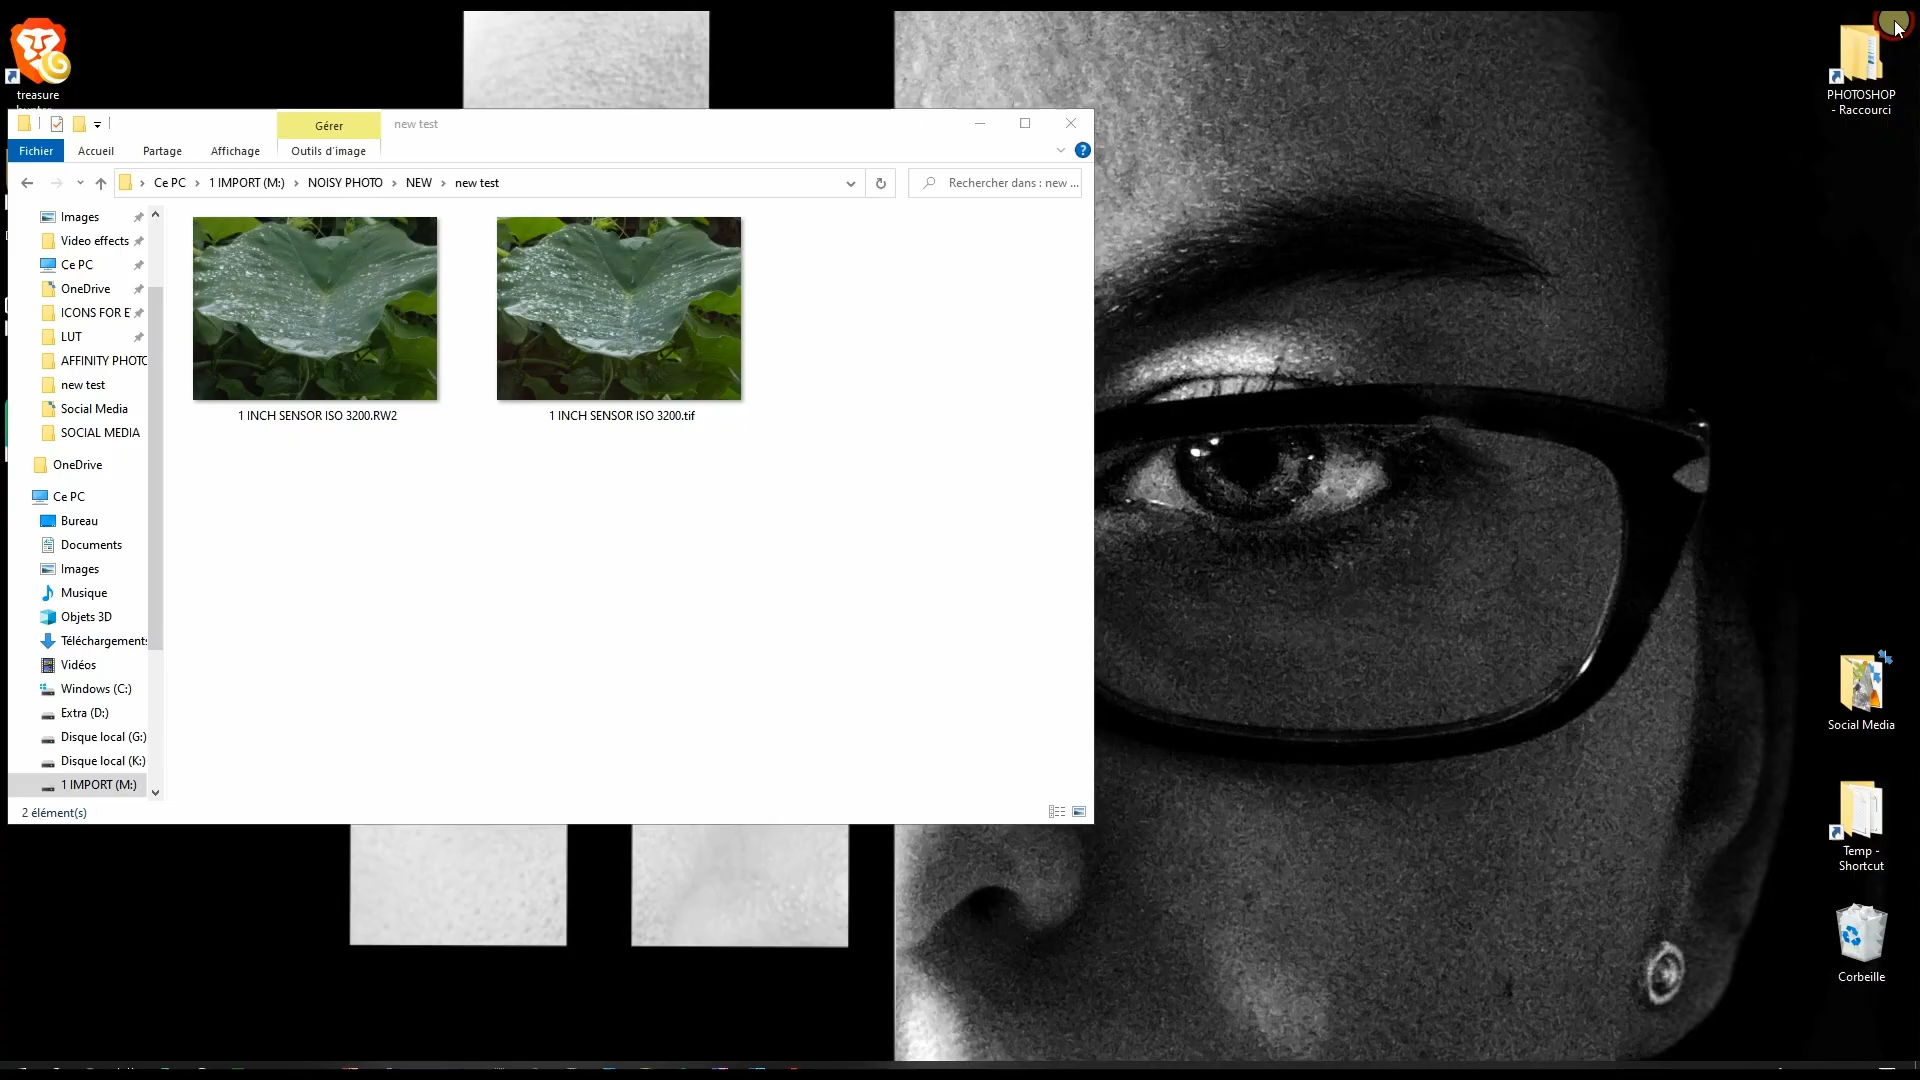 treasure
PHOTOSHOP
- Raccourci
Gérer
new test
Fichier
Accueil
Partage
Affichage
Outils d'image
Ce PC
1 IMPORT (M:)
NOISY PHOTO
NEW
new test
Rechercher dans : new ...
Images
Video effects
Ce PC
OneDrive
ICONS FOR E
LUT
AFFINITY PHOTO
new test
Social Media
SOCIAL MEDIA
OneDrive
Ce PC
Bureau
Documents
Images
Musique
Objets 3D
Téléchargements
Vidéos
Windows (C:)
Extra (D:)
Disque local (G:)
Disque local (K:)
1 IMPORT (M:)
1 INCH SENSOR ISO 3200.RW2
1 INCH SENSOR ISO 3200.tif
2 élément(s)
Social Media
Temp -
Shortcut
Corbeille